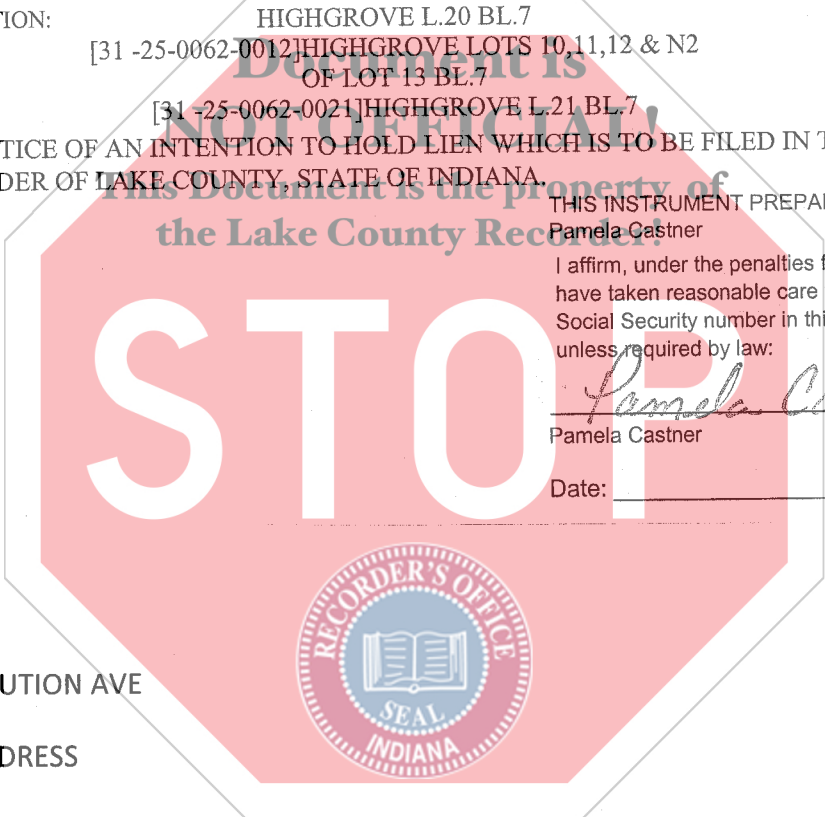 TION: HIGHGROVE L.20 BL.7
[31 -25-0062-0012]HIGHGROVE LOTS 10,11,12 & N2
Document is
OF LOT 13 BL.7
[31 -25-0062-0021]HIGHGROVE L.21 BL.7
NOT OFFICIAL!
TICE OF AN INTENTION TO HOLD LIEN WHICH IS TO BE FILED IN T
DER OF LAKE COUNTY, STATE OF INDIANA.
This Document is the property of
the Lake County Recorder!
THIS INSTRUMENT PREPA
Pamela Castner
I affirm, under the penalties f
have taken reasonable care
Social Security number in thi
unless required by law:
Pamela Ca
Pamela Castner
Date:
STOP
RECORDER'S OFFICE
SEAL
INDIANA
UTION AVE
DRESS